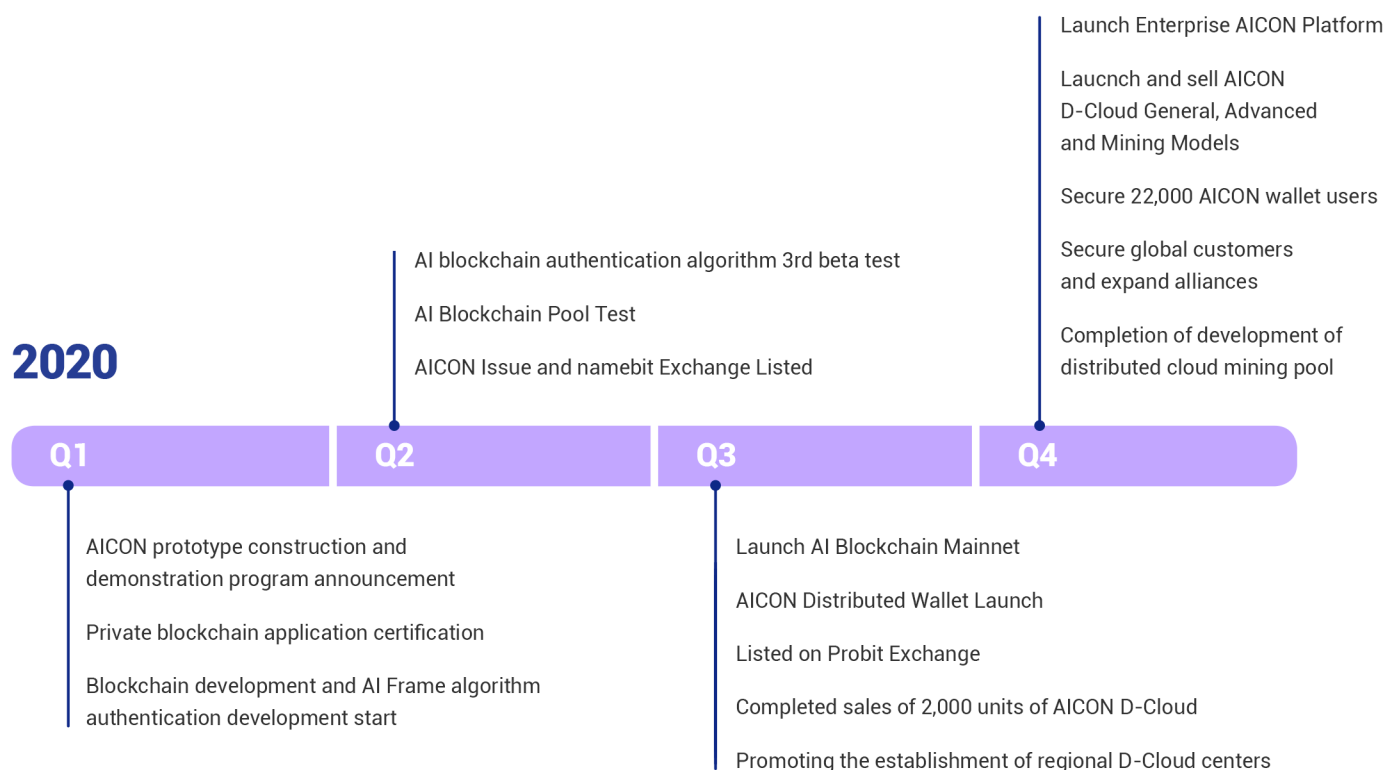 2020
Q1
AICON prototype construction and
demonstration program announcement
Private blockchain application certification
Blockchain development and AI Frame algorithm
authentication development start
Q2
AI blockchain authentication algorithm 3rd beta test
AI Blockchain Pool Test
AICON Issue and namebit Exchange Listed
Q3
Launch AI Blockchain Mainnet
AICON Distributed Wallet Launch
Listed on Probit Exchange
Completed sales of 2,000 units of AICON D-Cloud
Promoting the establishment of regional D-Cloud centers
Q4
Launch Enterprise AICON Platform
Laucnch and sell AICON
D-Cloud General, Advanced
and Mining Models
Secure 22,000 AICON wallet users
Secure global customers
and expand alliances
Completion of development of
distributed cloud mining pool